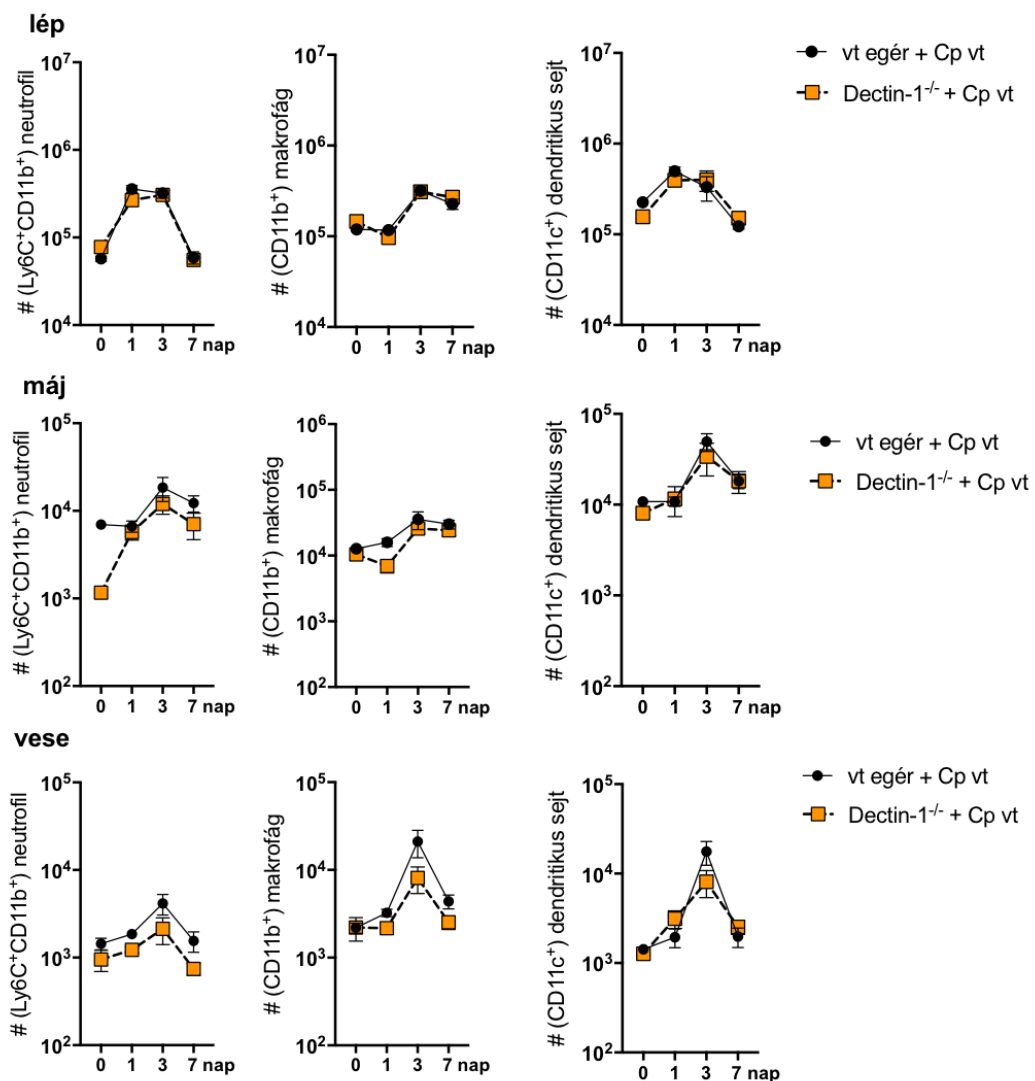 lép
# (Ly6C⁺CD11b⁺) neutrofil
10⁷
10⁶
10⁵
10⁴
0 1 3 7 nap
# (CD11b⁺) makrofág
10⁷
10⁶
10⁵
10⁴
0 1 3 7 nap
# (CD11c⁺) dendritikus sejt
10⁷
10⁶
10⁵
10⁴
0 1 3 7 nap
vt egér + Cp vt
Dectin-1⁻/⁻ + Cp vt
máj
# (Ly6C⁺CD11b⁺) neutrofil
10⁵
10⁴
10³
10²
0 1 3 7 nap
# (CD11b⁺) makrofág
10⁶
10⁵
10⁴
10³
10²
0 1 3 7 nap
# (CD11c⁺) dendritikus sejt
10⁵
10⁴
10³
10²
0 1 3 7 nap
vt egér + Cp vt
Dectin-1⁻/⁻ + Cp vt
vese
# (Ly6C⁺CD11b⁺) neutrofil
10⁵
10⁴
10³
10²
0 1 3 7 nap
# (CD11b⁺) makrofág
10⁵
10⁴
10³
10²
0 1 3 7 nap
# (CD11c⁺) dendritikus sejt
10⁵
10⁴
10³
10²
0 1 3 7 nap
vt egér + Cp vt
Dectin-1⁻/⁻ + Cp vt